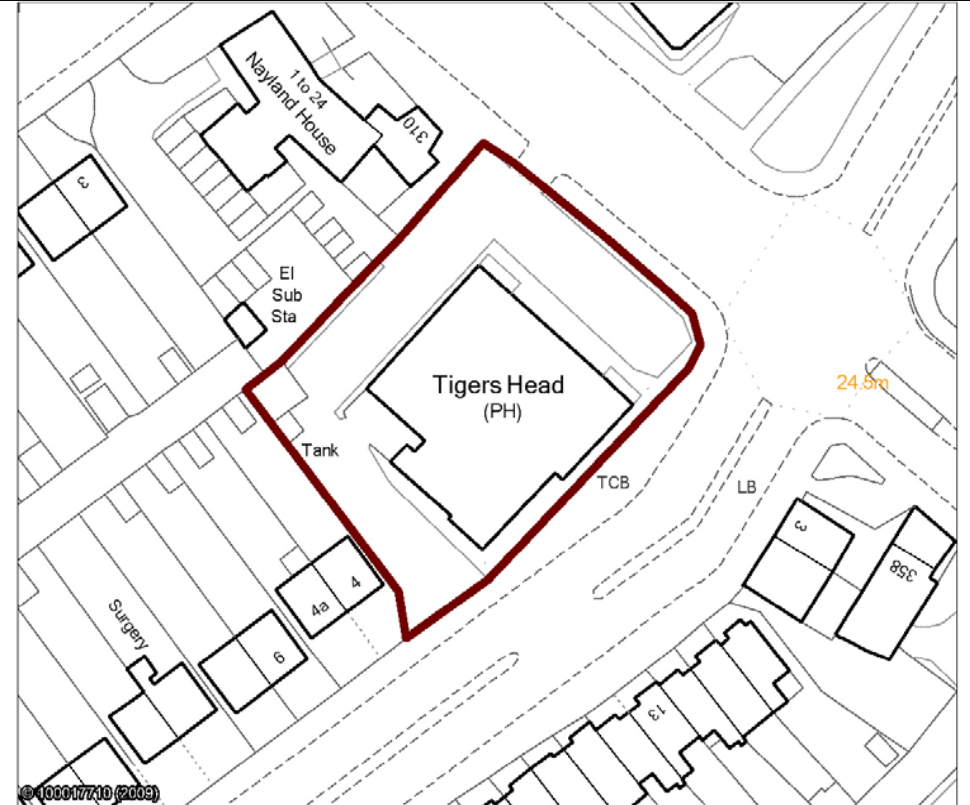 1 to 24
Nayland House
310
3
El
Sub
Sta
Tigers Head
(PH)
24.5m
Tank
TCB
LB
3
358
4
4a
Surgery
6
13
© 100017710 (2009)